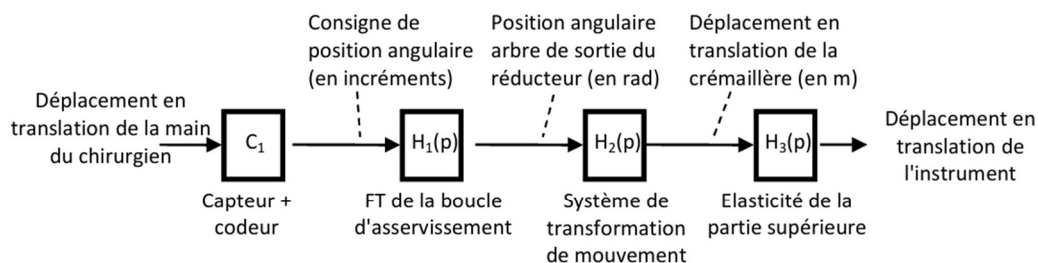 Consigne de
position angulaire
(en incréments)
Position angulaire
arbre de sortie du
réducteur (en rad)
Déplacement en
translation de la
crémaillère (en m)
Déplacement en
translation de la main
du chirurgien
C₁
H₁(p)
H₂(p)
H₃(p)
Déplacement en
translation de
l'instrument
Capteur +
codeur
FT de la boucle
d'asservissement
Système de
transformation
de mouvement
Elasticité de la
partie supérieure